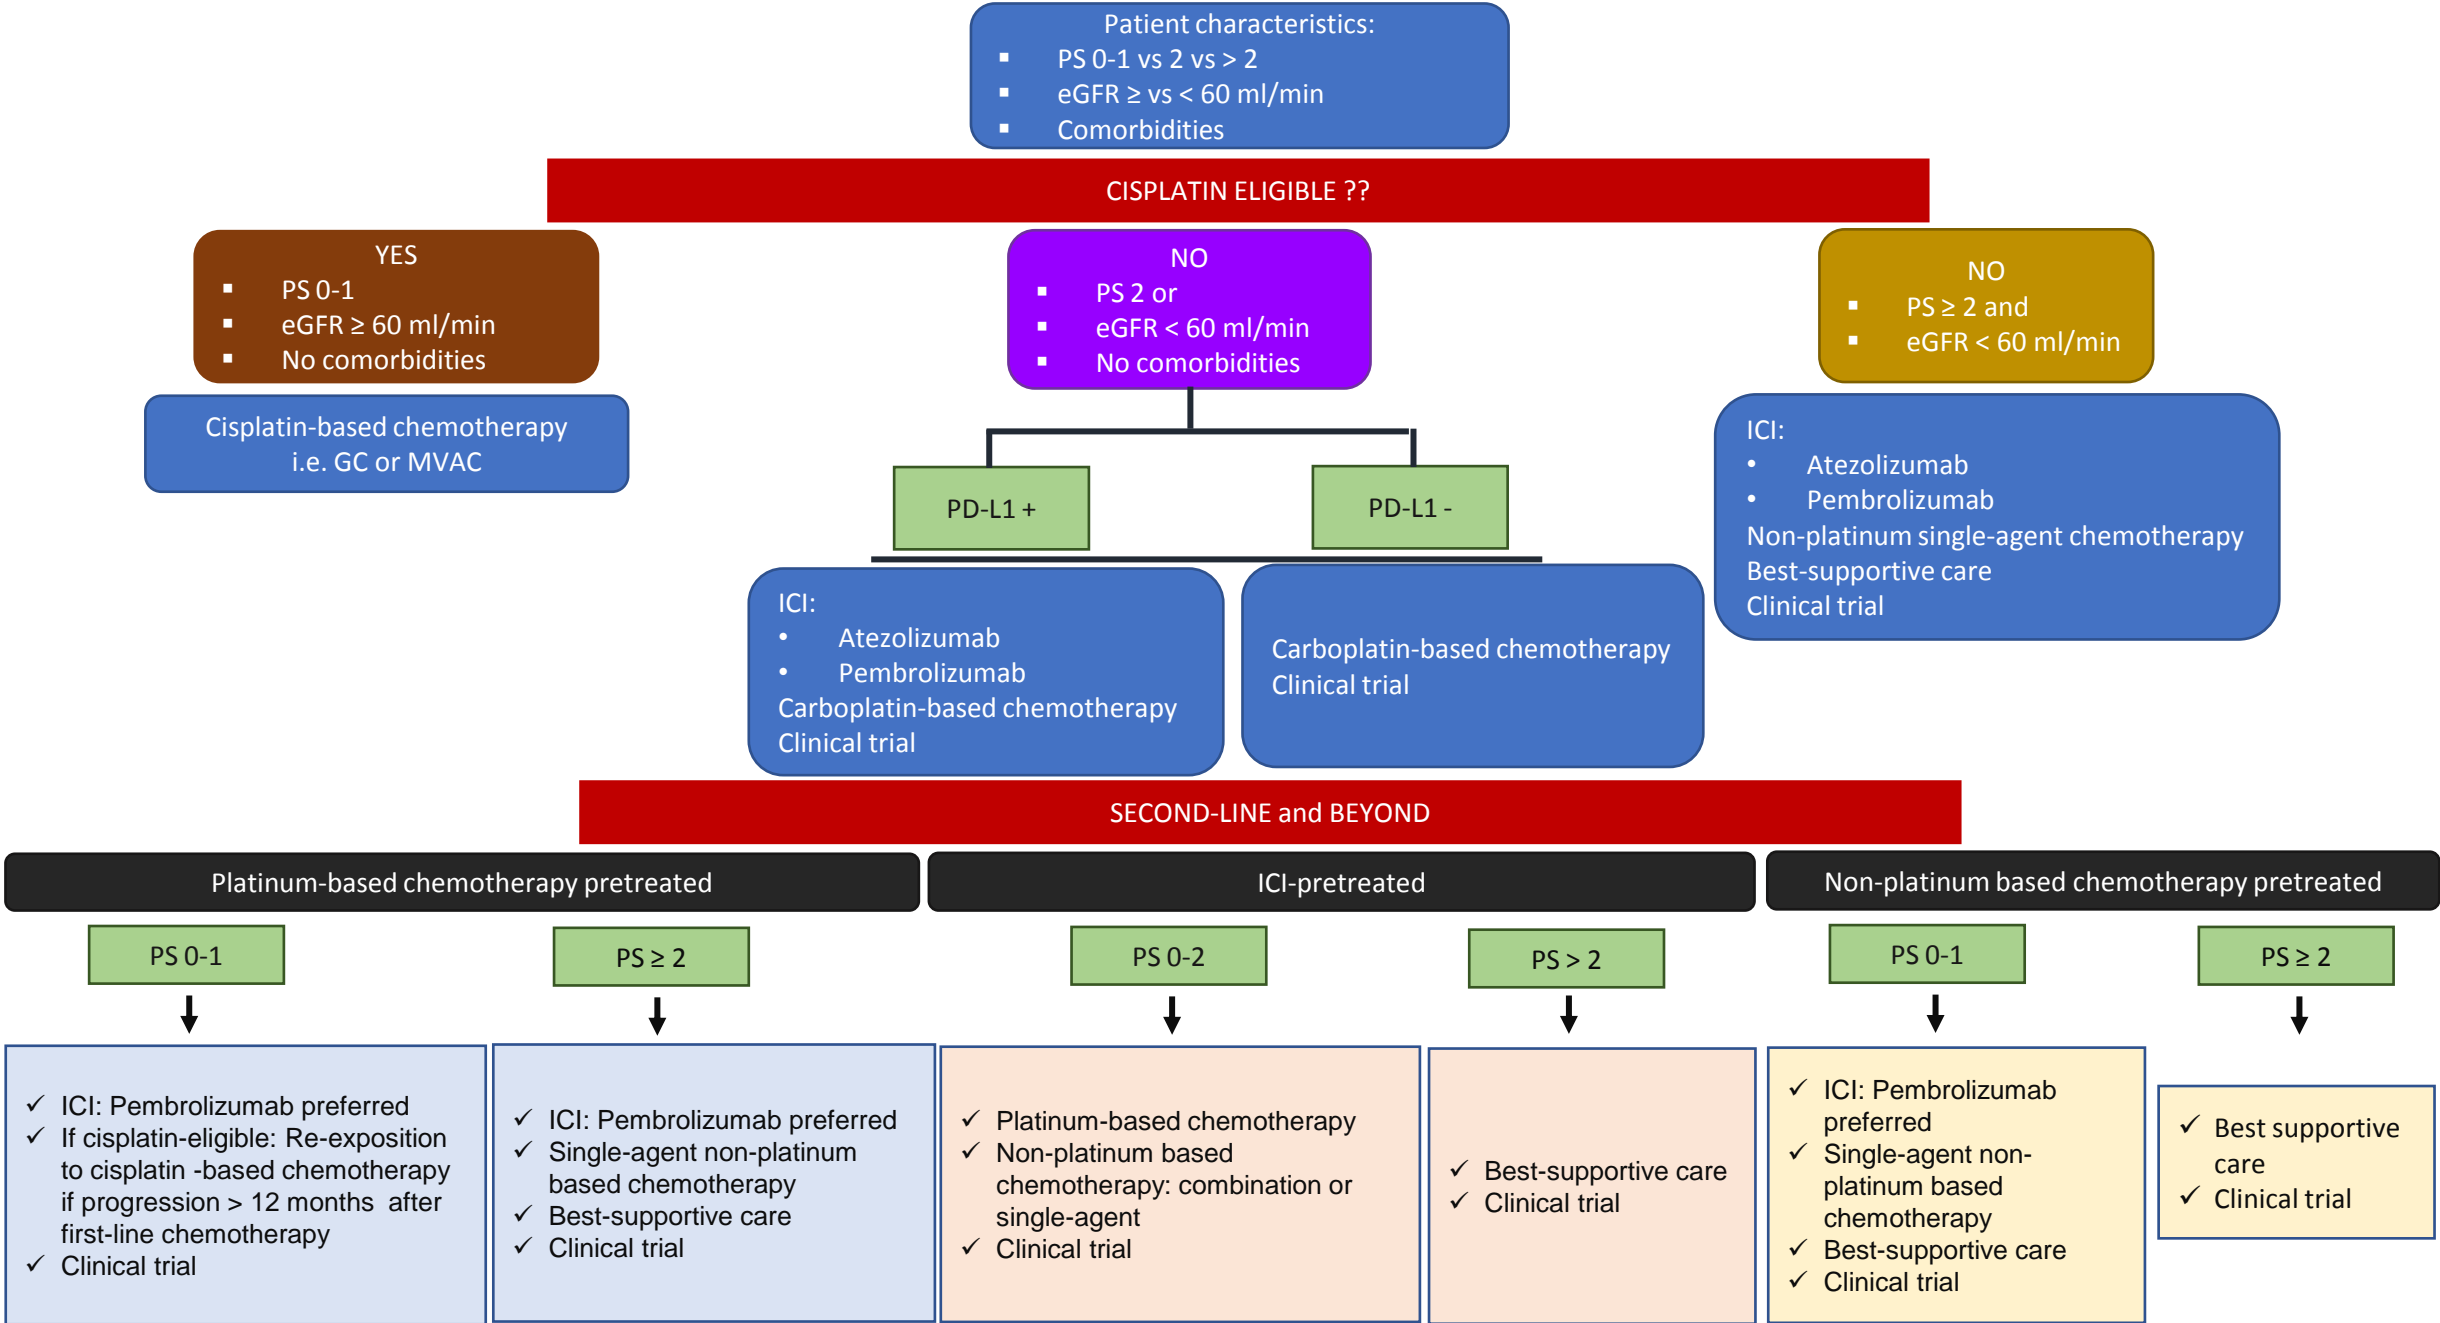 Patient characteristics:
▪ PS 0-1 vs 2 vs > 2
▪ eGFR ≥ vs < 60 ml/min
▪ Comorbidities
CISPLATIN ELIGIBLE ??
YES
▪ PS 0-1
▪ eGFR ≥ 60 ml/min
▪ No comorbidities
Cisplatin-based chemotherapy
i.e. GC or MVAC
NO
▪ PS 2 or
▪ eGFR < 60 ml/min
▪ No comorbidities
PD-L1 +
PD-L1 -
ICI:
• Atezolizumab
• Pembrolizumab
Carboplatin-based chemotherapy
Clinical trial
Carboplatin-based chemotherapy
Clinical trial
NO
▪ PS ≥ 2 and
▪ eGFR < 60 ml/min
ICI:
• Atezolizumab
• Pembrolizumab
Non-platinum single-agent chemotherapy
Best-supportive care
Clinical trial
SECOND-LINE and BEYOND
Platinum-based chemotherapy pretreated
PS 0-1
✓ ICI: Pembrolizumab preferred
✓ If cisplatin-eligible: Re-exposition
to cisplatin -based chemotherapy
if progression > 12 months after
first-line chemotherapy
✓ Clinical trial
PS ≥ 2
✓ ICI: Pembrolizumab preferred
✓ Single-agent non-platinum
based chemotherapy
✓ Best-supportive care
✓ Clinical trial
ICI-pretreated
PS 0-2
✓ Platinum-based chemotherapy
✓ Non-platinum based
chemotherapy: combination or
single-agent
✓ Clinical trial
PS > 2
✓ Best-supportive care
✓ Clinical trial
Non-platinum based chemotherapy pretreated
PS 0-1
✓ ICI: Pembrolizumab
preferred
✓ Single-agent non-
platinum based
chemotherapy
✓ Best-supportive care
✓ Clinical trial
PS ≥ 2
✓ Best supportive
care
✓ Clinical trial